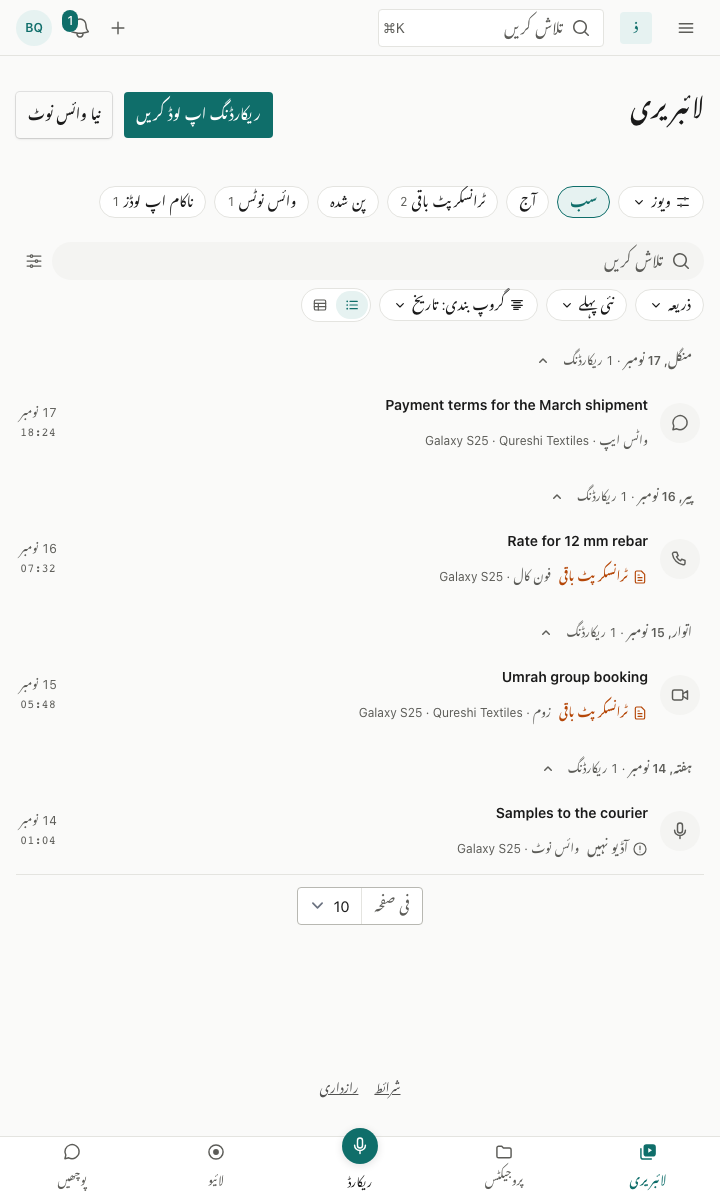 ذ
تلاش کریں
⌘K
1
BQ
لائبریری
ریکارڈنگ اپ لوڈ کریں
نیا وائس نوٹ
ویوز
سب
آج
ٹرانسکرپٹ باقی 2
پن شدہ
وائس نوٹس 1
ناکام اپ لوڈز 1
تلاش کریں
ذریعہ
نئی پہلے
گروپ بندی: تاریخ
منگل, 17 نومبر · 1 ریکارڈنگ
Payment terms for the March shipment
واٹس ایپ · Galaxy S25 · Qureshi Textiles
17 نومبر
18:24
پیر, 16 نومبر · 1 ریکارڈنگ
Rate for 12 mm rebar
ٹرانسکرپٹ باقی فون کال · Galaxy S25
16 نومبر
07:32
اتوار, 15 نومبر · 1 ریکارڈنگ
Umrah group booking
ٹرانسکرپٹ باقی زوم · Galaxy S25 · Qureshi Textiles
15 نومبر
05:48
ہفتہ, 14 نومبر · 1 ریکارڈنگ
Samples to the courier
آڈیو نہیں وائس نوٹ · Galaxy S25
14 نومبر
01:04
فی صفحہ
10
شرائط
رازداری
لائبریری
پروجیکٹس
ریکارڈ
لائیو
پوچھیں